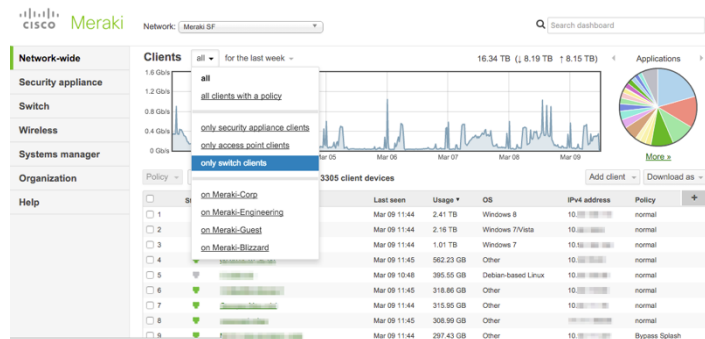 cisco Meraki
Network: Meraki SF
Search dashboard
Network-wide
Security appliance
Switch
Wireless
Systems manager
Organization
Help
Clients all for the last week
16.34 TB (↓ 8.19 TB ↑ 8.15 TB)
Applications
More »
1.6 Gb/s
1.2 Gb/s
0.8 Gb/s
0.4 Gb/s
0 Gb/s
Mar 05 Mar 06 Mar 07 Mar 08 Mar 09
all
all clients with a policy
only security appliance clients
only access point clients
only switch clients
on Meraki-Corp
on Meraki-Engineering
on Meraki-Guest
on Meraki-Blizzard
Policy 3305 client devices Add client Download as
Last seen Usage OS IPv4 address Policy +
1 Mar 09 11:44 2.41 TB Windows 8 10. normal
2 Mar 09 11:44 2.16 TB Windows 7/Vista 10. normal
3 Mar 09 11:44 1.01 TB Windows 7 10. normal
4 Mar 09 11:45 562.23 GB Other 10. normal
5 Mar 09 10:48 395.55 GB Debian-based Linux 10. normal
6 Mar 09 11:45 318.86 GB Other 10. normal
7 Mar 09 11:44 315.95 GB Other 10. normal
8 Mar 09 11:45 308.99 GB Other normal
9 Mar 09 11:44 297.43 GB Other 10. Bypass Splash